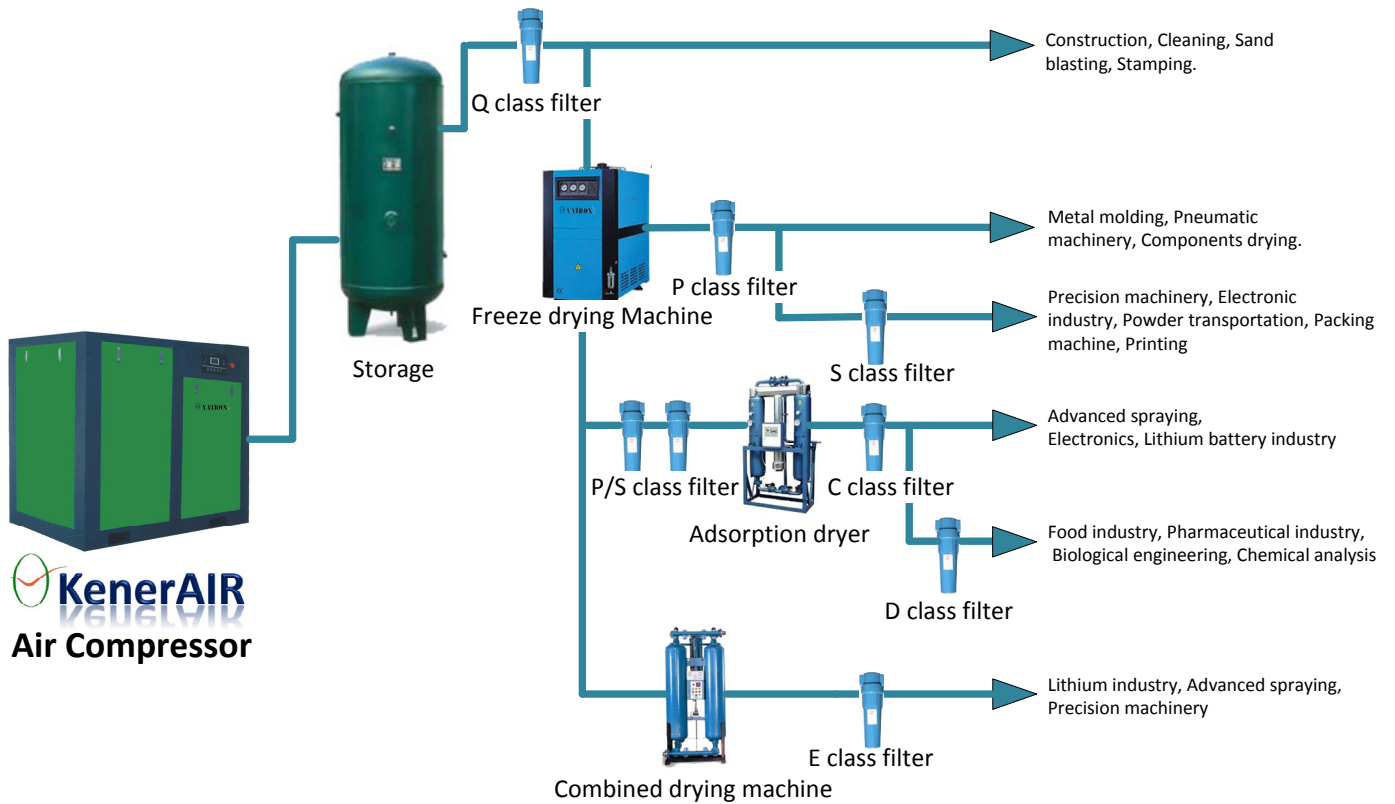 Construction, Cleaning, Sand
blasting, Stamping.
Q class filter
VATRON
Metal molding, Pneumatic
machinery, Components drying.
P class filter
Freeze drying Machine
Precision machinery, Electronic
industry, Powder transportation, Packing
machine, Printing
Storage
S class filter
VATRON
Advanced spraying,
Electronics, Lithium battery industry
P/S class filter
C class filter
Adsorption dryer
Food industry, Pharmaceutical industry,
Biological engineering, Chemical analysis
KenerAIR
D class filter
Air Compressor
Lithium industry, Advanced spraying,
Precision machinery
E class filter
Combined drying machine